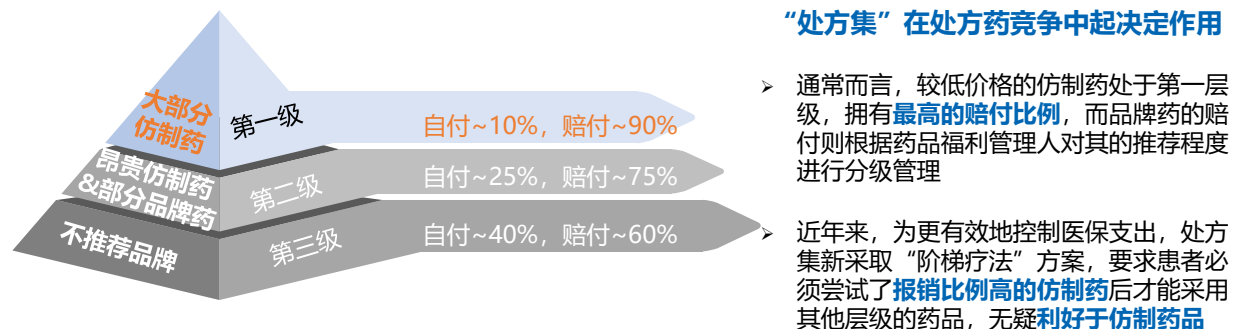 大部分
仿制药
第一级
自付~10%，赔付~90%
昂贵仿制药
&部分品牌药
第二级
自付~25%，赔付~75%
不推荐品牌
第三级
自付~40%，赔付~60%
“处方集”在处方药竞争中起决定作用
➢ 通常而言，较低价格的仿制药处于第一层
级，拥有最高的赔付比例，而品牌药的赔
付则根据药品福利管理人对其的推荐程度
进行分级管理
➢ 近年来，为更有效地控制医保支出，处方
集新采取“阶梯疗法”方案，要求患者必
须尝试了报销比例高的仿制药后才能采用
其他层级的药品，无疑利好于仿制药品